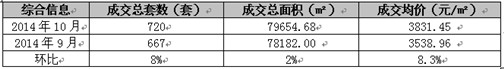 综合信息 成交总套数（套） 成交总面积（m²） 成交均价（元/m²）
2014年10月 720 79654.68 3831.45
2014年9月 667 78182.00 3538.96
环比 8% 2% 8.3%